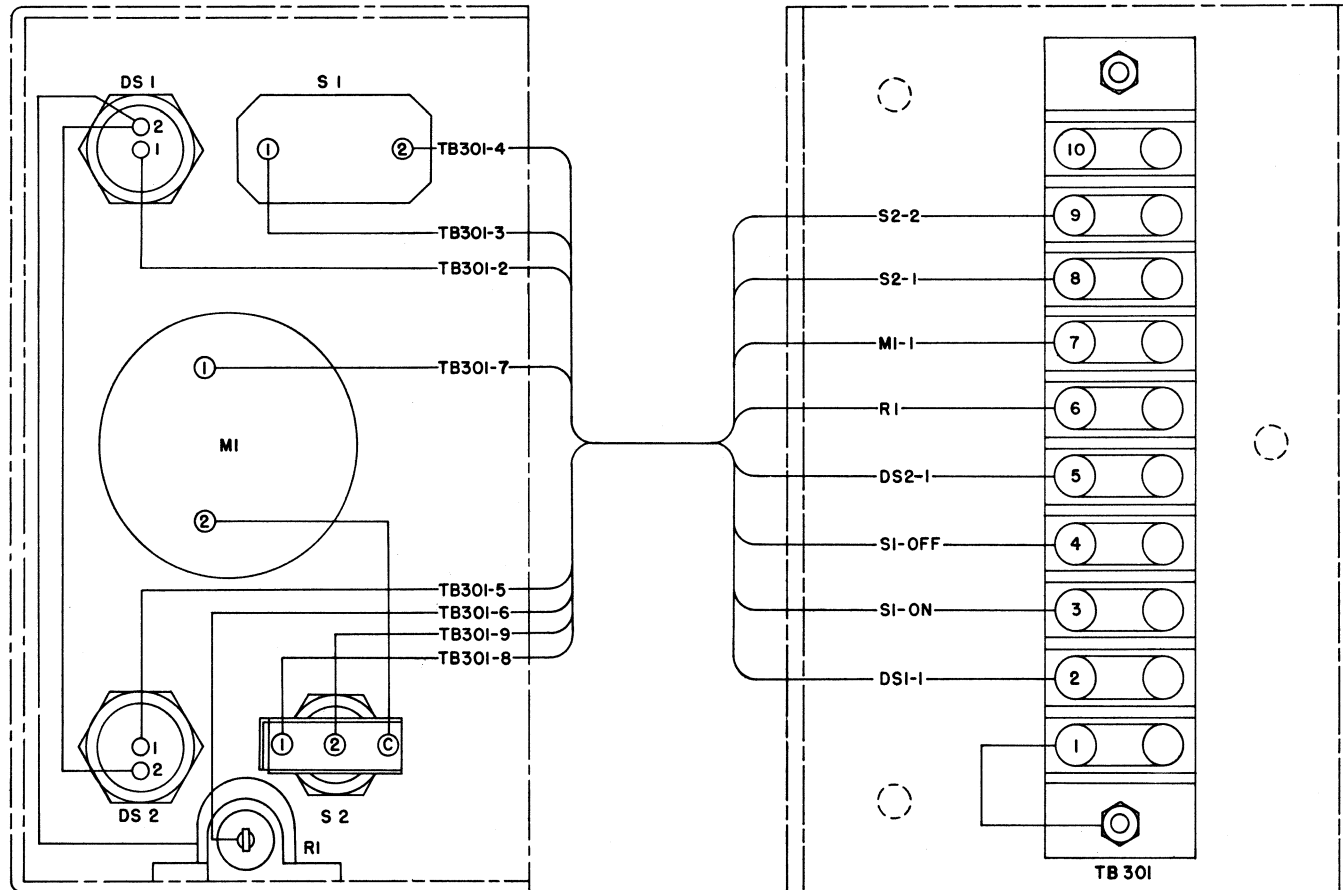 DS 1
S 1
2
1
1
2
TB301-4
TB301-3
TB301-2
1
TB301-7
M1
2
TB301-5
TB301-6
TB301-9
TB301-8
1
2
1
2
C
DS 2
S 2
R1
10
S2-2
9
S2-1
8
M1-1
7
R1
6
DS2-1
5
S1-OFF
4
S1-ON
3
DS1-1
2
1
TB 301